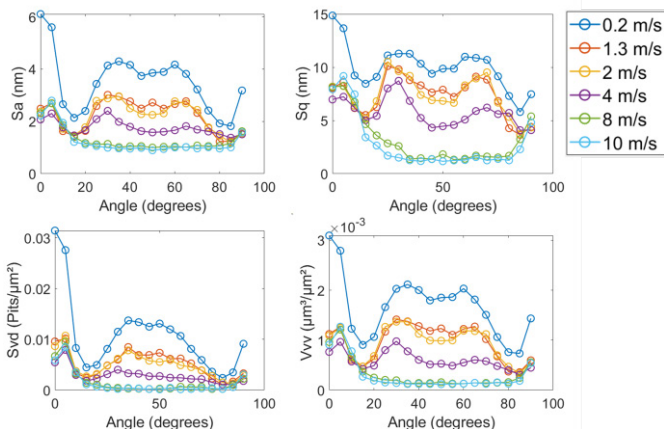 6
4
2
0
Sa (nm)
0 20 40 60 80 100
Angle (degrees)
15
10
5
0
Sq (nm)
0 50 100
Angle (degrees)
0.2 m/s
1.3 m/s
2 m/s
4 m/s
8 m/s
10 m/s
0.03
0.02
0.01
0
Svd (Pits/µm²)
0 50 100
Angle (degrees)
×10⁻³
3
2
1
0
Vvv (µm³/µm²)
0 20 40 60 80 100
Angle (degrees)